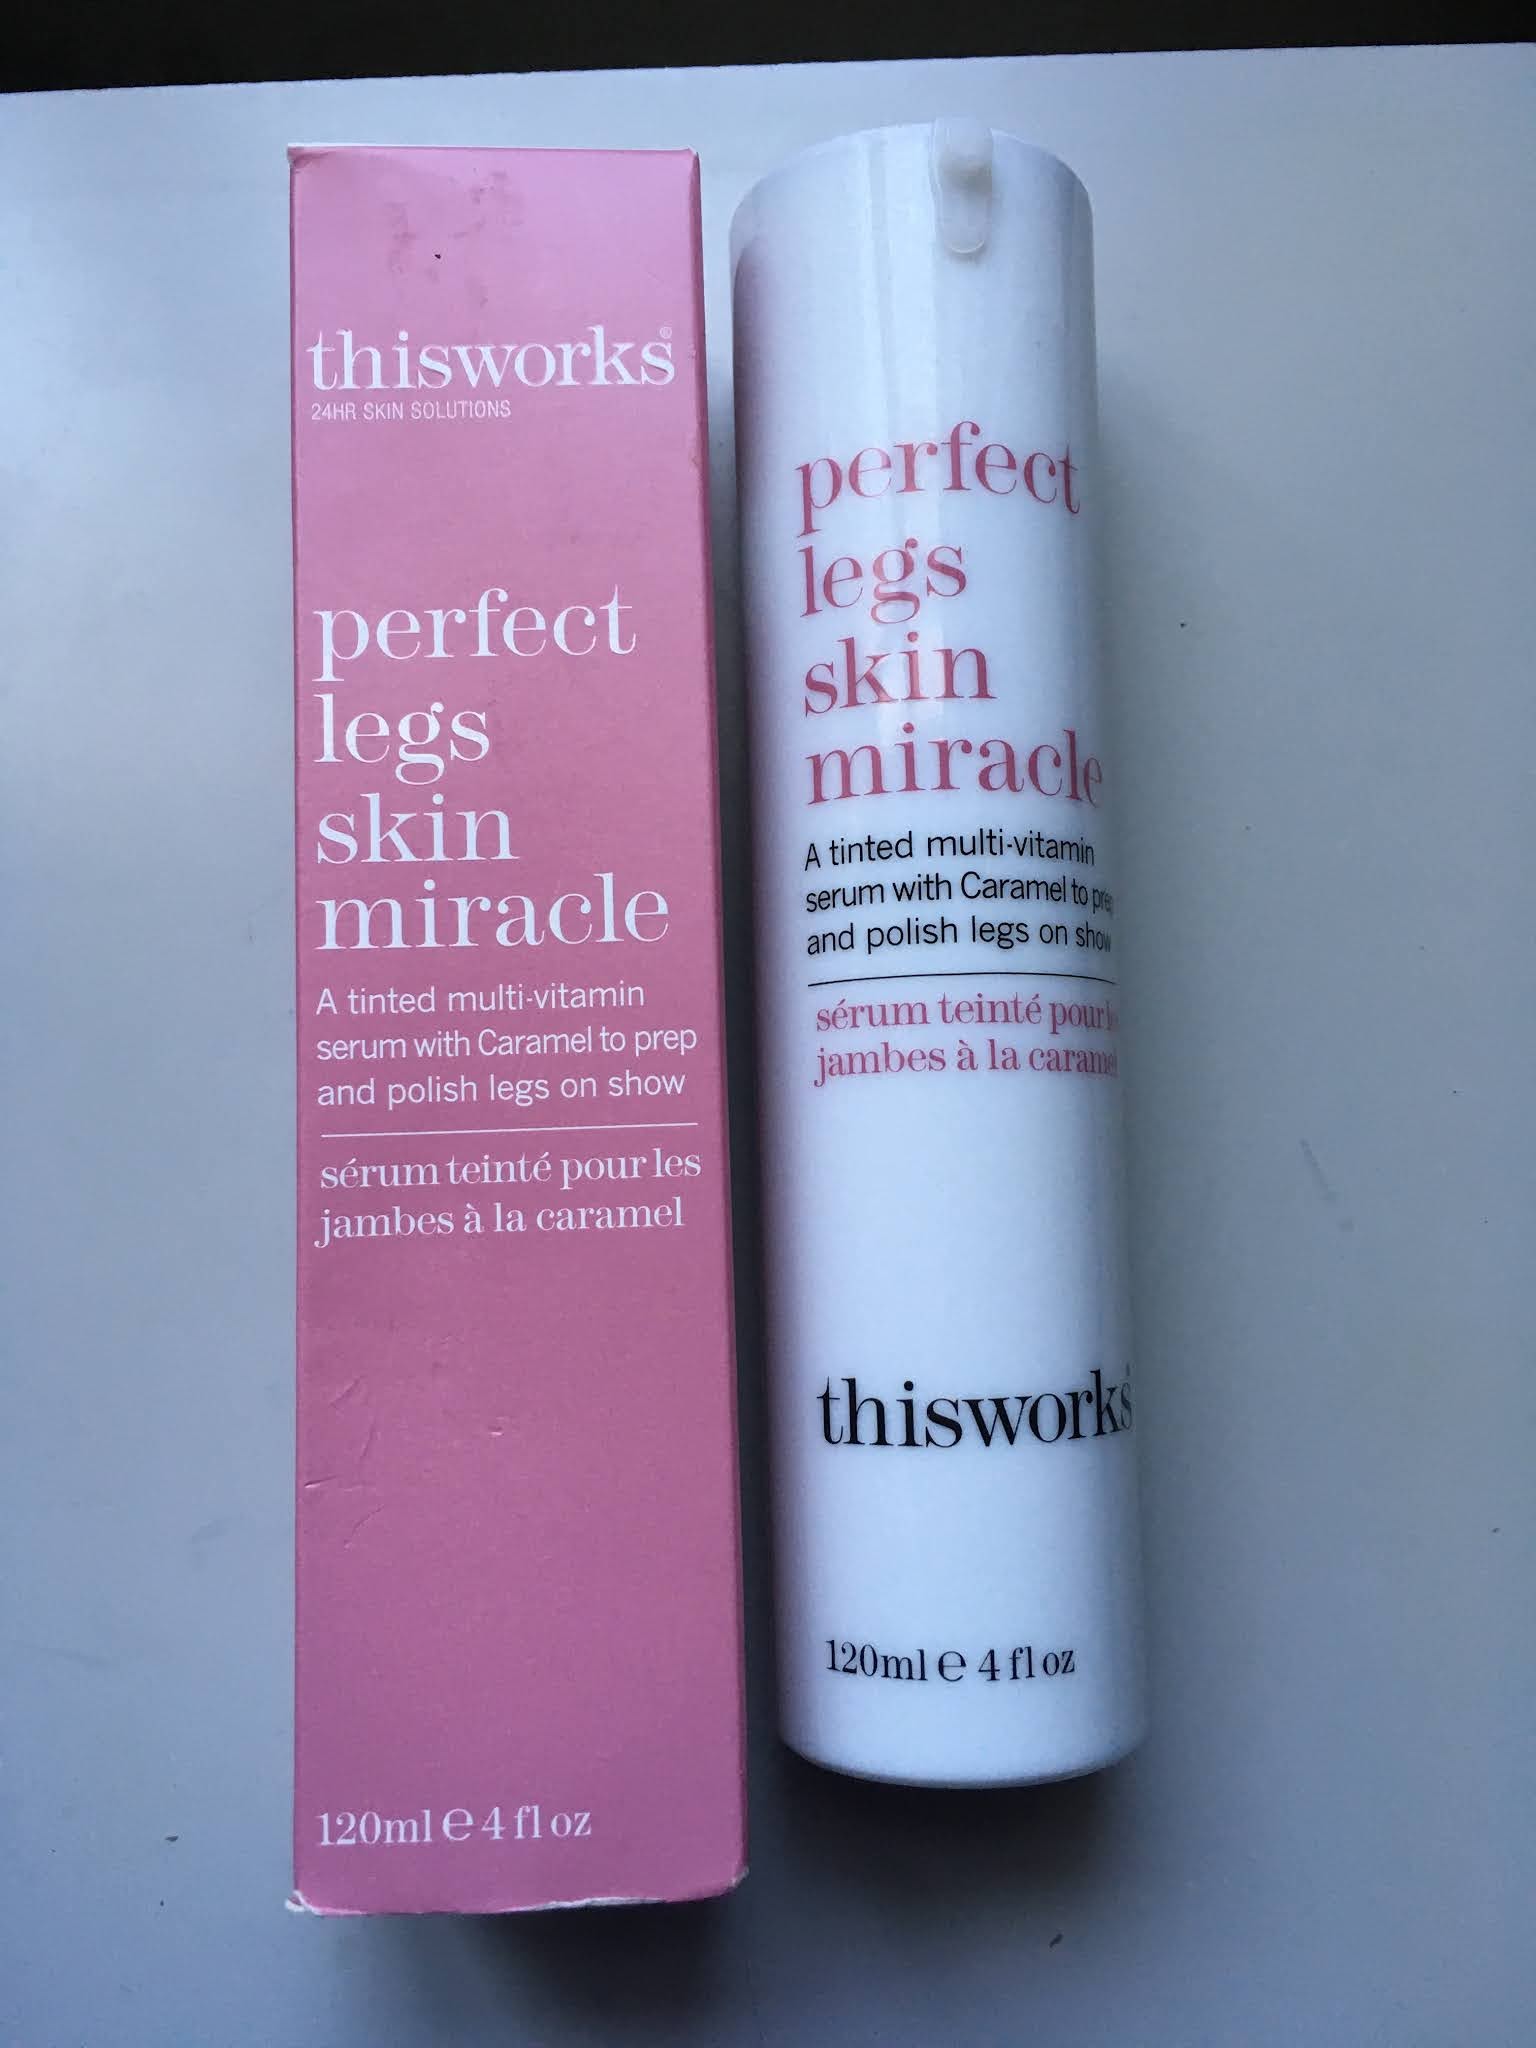 thisworks®
24HR SKIN SOLUTIONS
perfect
legs
skin
miracle
A tinted multi-vitamin
serum with Caramel to prep
and polish legs on show
sérum teinté pour les
jambes à la caramel
120ml ℮ 4 fl oz
perfect
legs
skin
miracle
A tinted multi-vitamin
serum with Caramel to prep
and polish legs on show
sérum teinté pour
jambes à la caramel
thisworks
120ml ℮ 4 fl oz